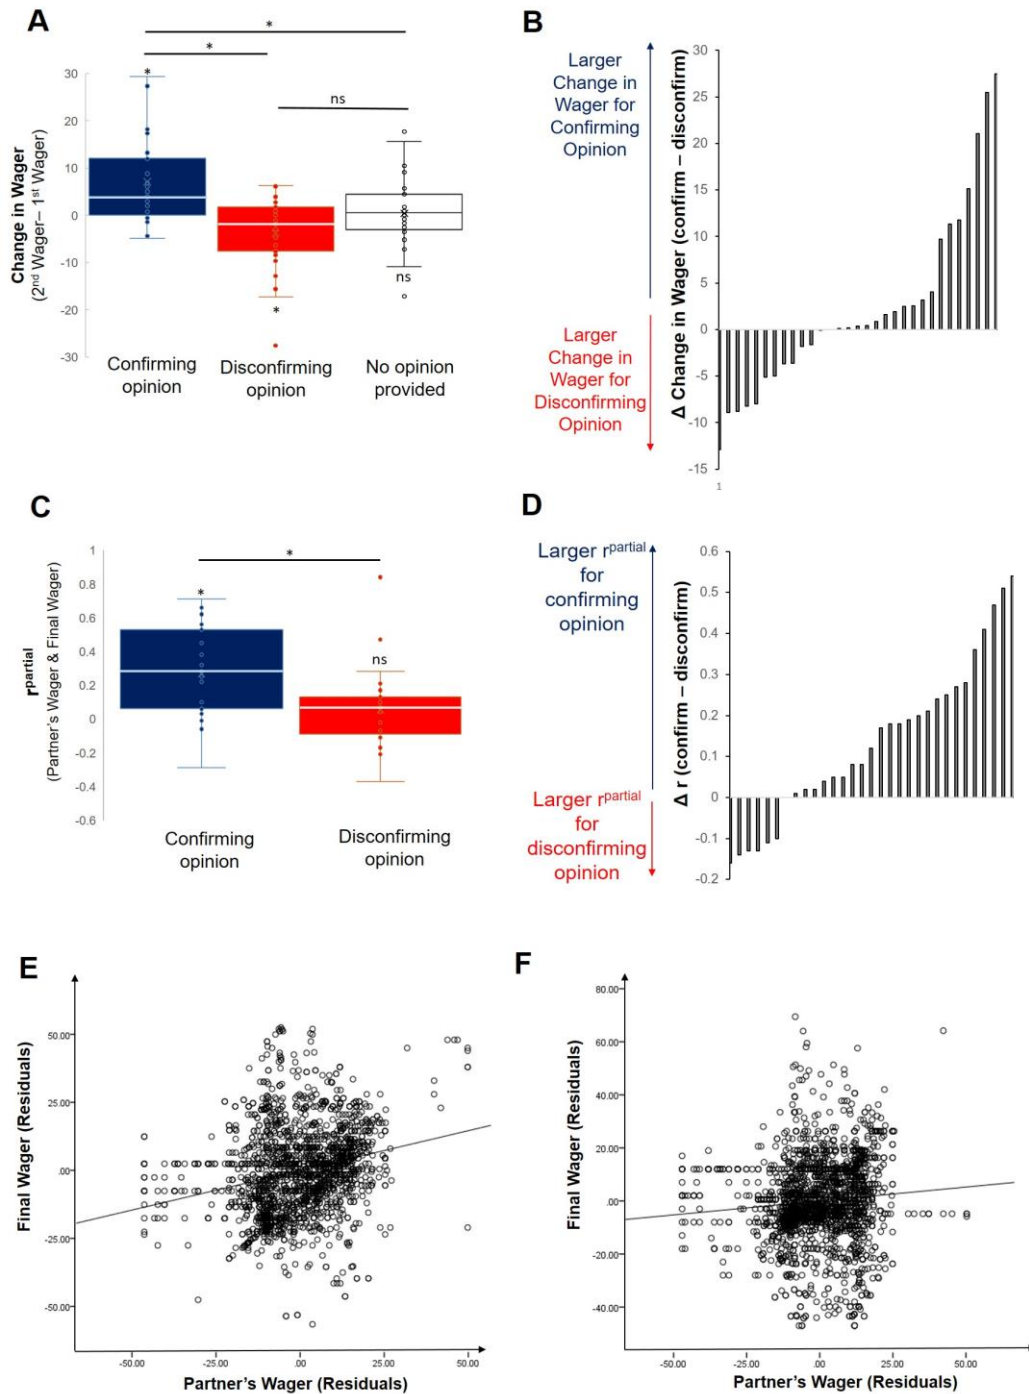 A
*
*
*
ns
ns
*
30
20
10
0
-10
-20
-30
Change in Wager
(2nd Wager– 1st Wager)
Confirming
opinion
Disconfirming
opinion
No opinion
provided
B
Larger
Change in
Wager for
Confirming
Opinion
Larger
Change in
Wager for
Disconfirming
Opinion
Δ Change in Wager (confirm – disconfirm)
30
25
20
15
10
5
0
-5
-10
-15
1
C
*
*
ns
1
0.8
0.6
0.4
0.2
0
-0.2
-0.4
-0.6
rpartial
(Partner's Wager & Final Wager)
Confirming
opinion
Disconfirming
opinion
D
Larger rpartial
for
confirming
opinion
Larger rpartial
for
disconfirming
opinion
Δ r (confirm – disconfirm)
0.6
0.5
0.4
0.3
0.2
0.1
0
-0.1
-0.2
E
Final Wager (Residuals)
50.00
25.00
.00
-25.00
-50.00
-50.00
-25.00
.00
25.00
50.00
Partner's Wager (Residuals)
F
Final Wager (Residuals)
80.00
60.00
40.00
20.00
.00
-20.00
-40.00
-50.00
-25.00
.00
25.00
50.00
Partner's Wager (Residuals)